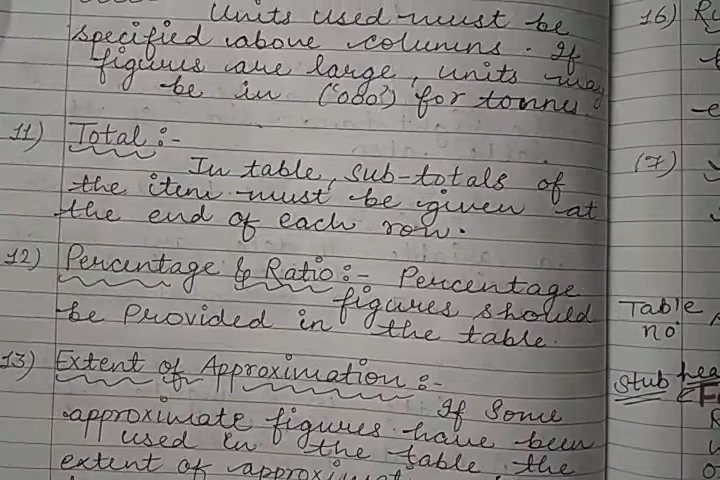 Units used must be
specified above columns. If
figures are large, units may
be in ('000') for tonnes.
11) Total :-
In table, sub-totals of
the item must be given at
the end of each row.
12) Percentage & Ratio :- Percentage
figures should
be Provided in the table.
13) Extent of Approximation :-
If Some
approximate figures have been
used in the table, the
extent of
16)
(7)
Table
no
Stub